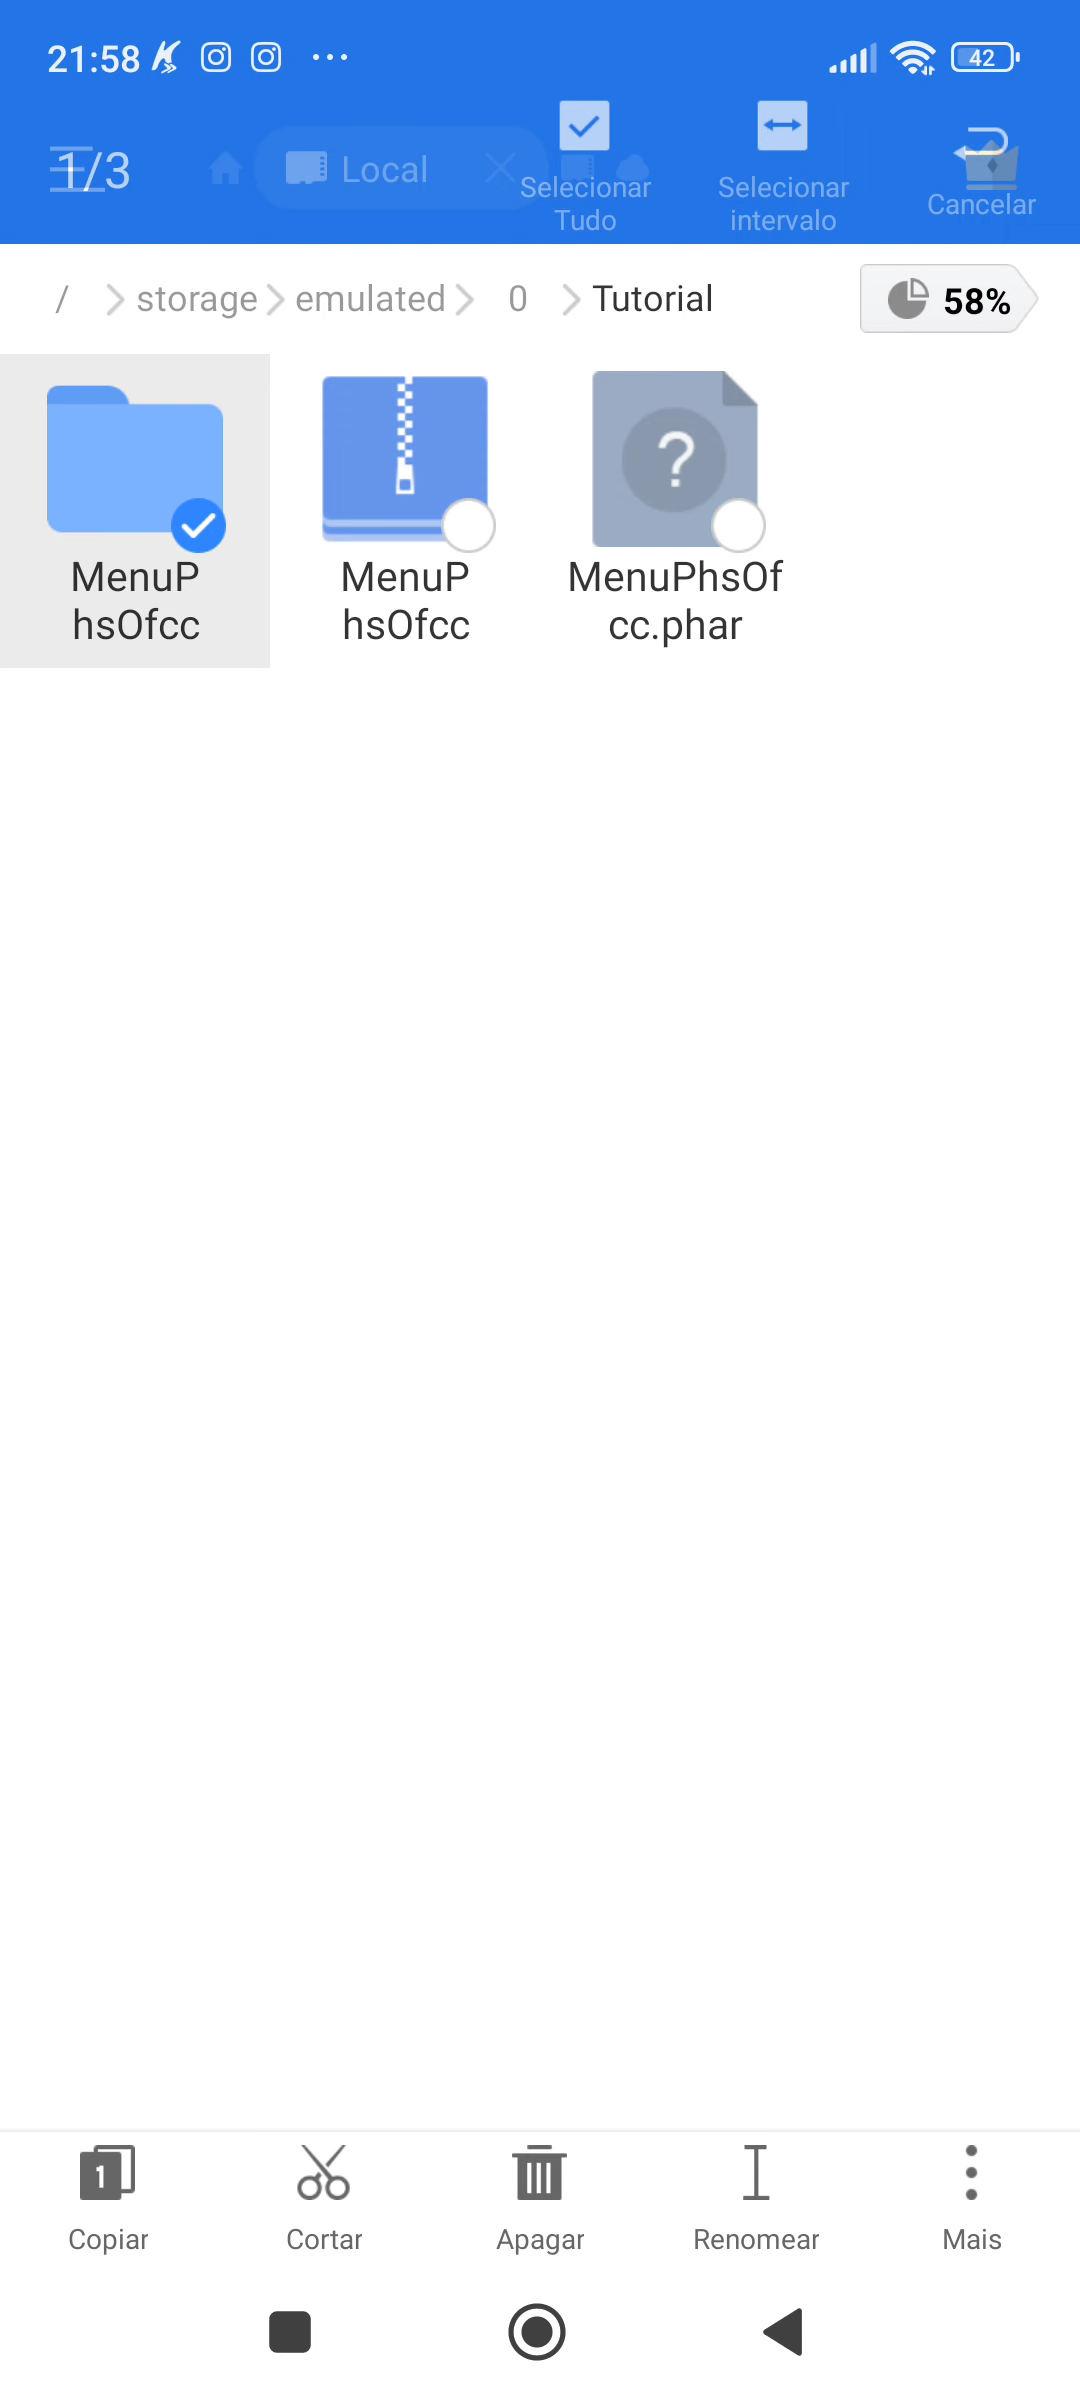 21:58
42
1/3
Local
Selecionar
Tudo
Selecionar
intervalo
Cancelar
/ storage emulated 0 Tutorial
58%
MenuP
hsOfcc
MenuP
hsOfcc
MenuPhsOf
cc.phar
1
Copiar
Cortar
Apagar
Renomear
Mais